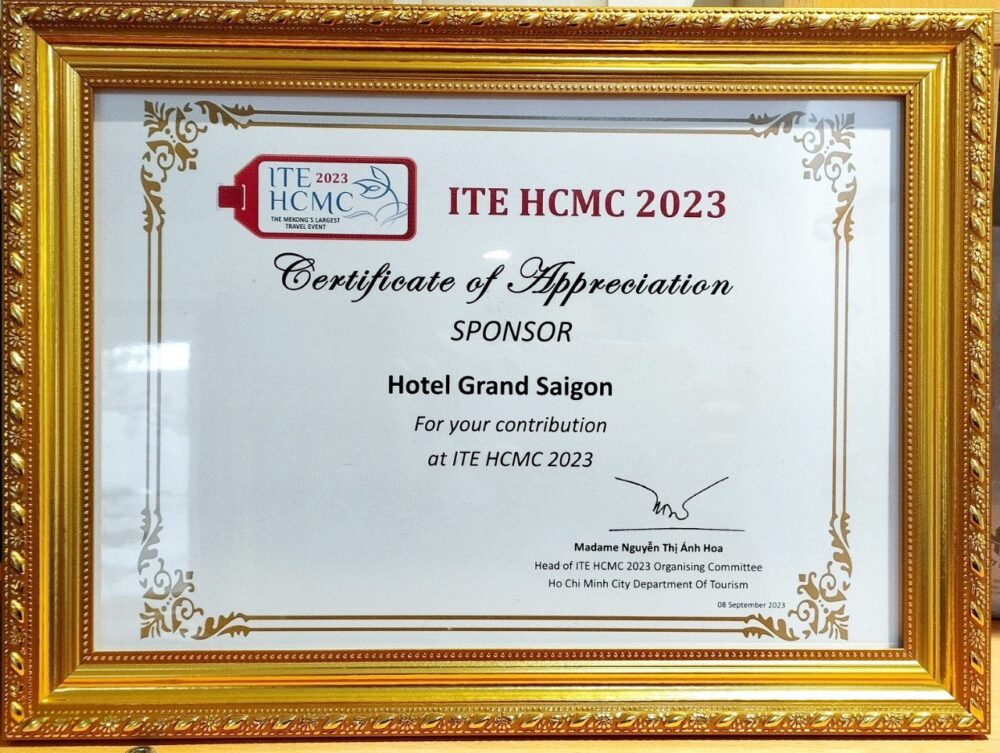 ITE 2023
HCMC
THE MEKONG'S LARGEST
TRAVEL EVENT
ITE HCMC 2023
Certificate of Appreciation
SPONSOR
Hotel Grand Saigon
For your contribution
at ITE HCMC 2023
Madame Nguyễn Thị Ánh Hoa
Head of ITE HCMC 2023 Organising Committee
Ho Chi Minh City Department Of Tourism
08 September 2023